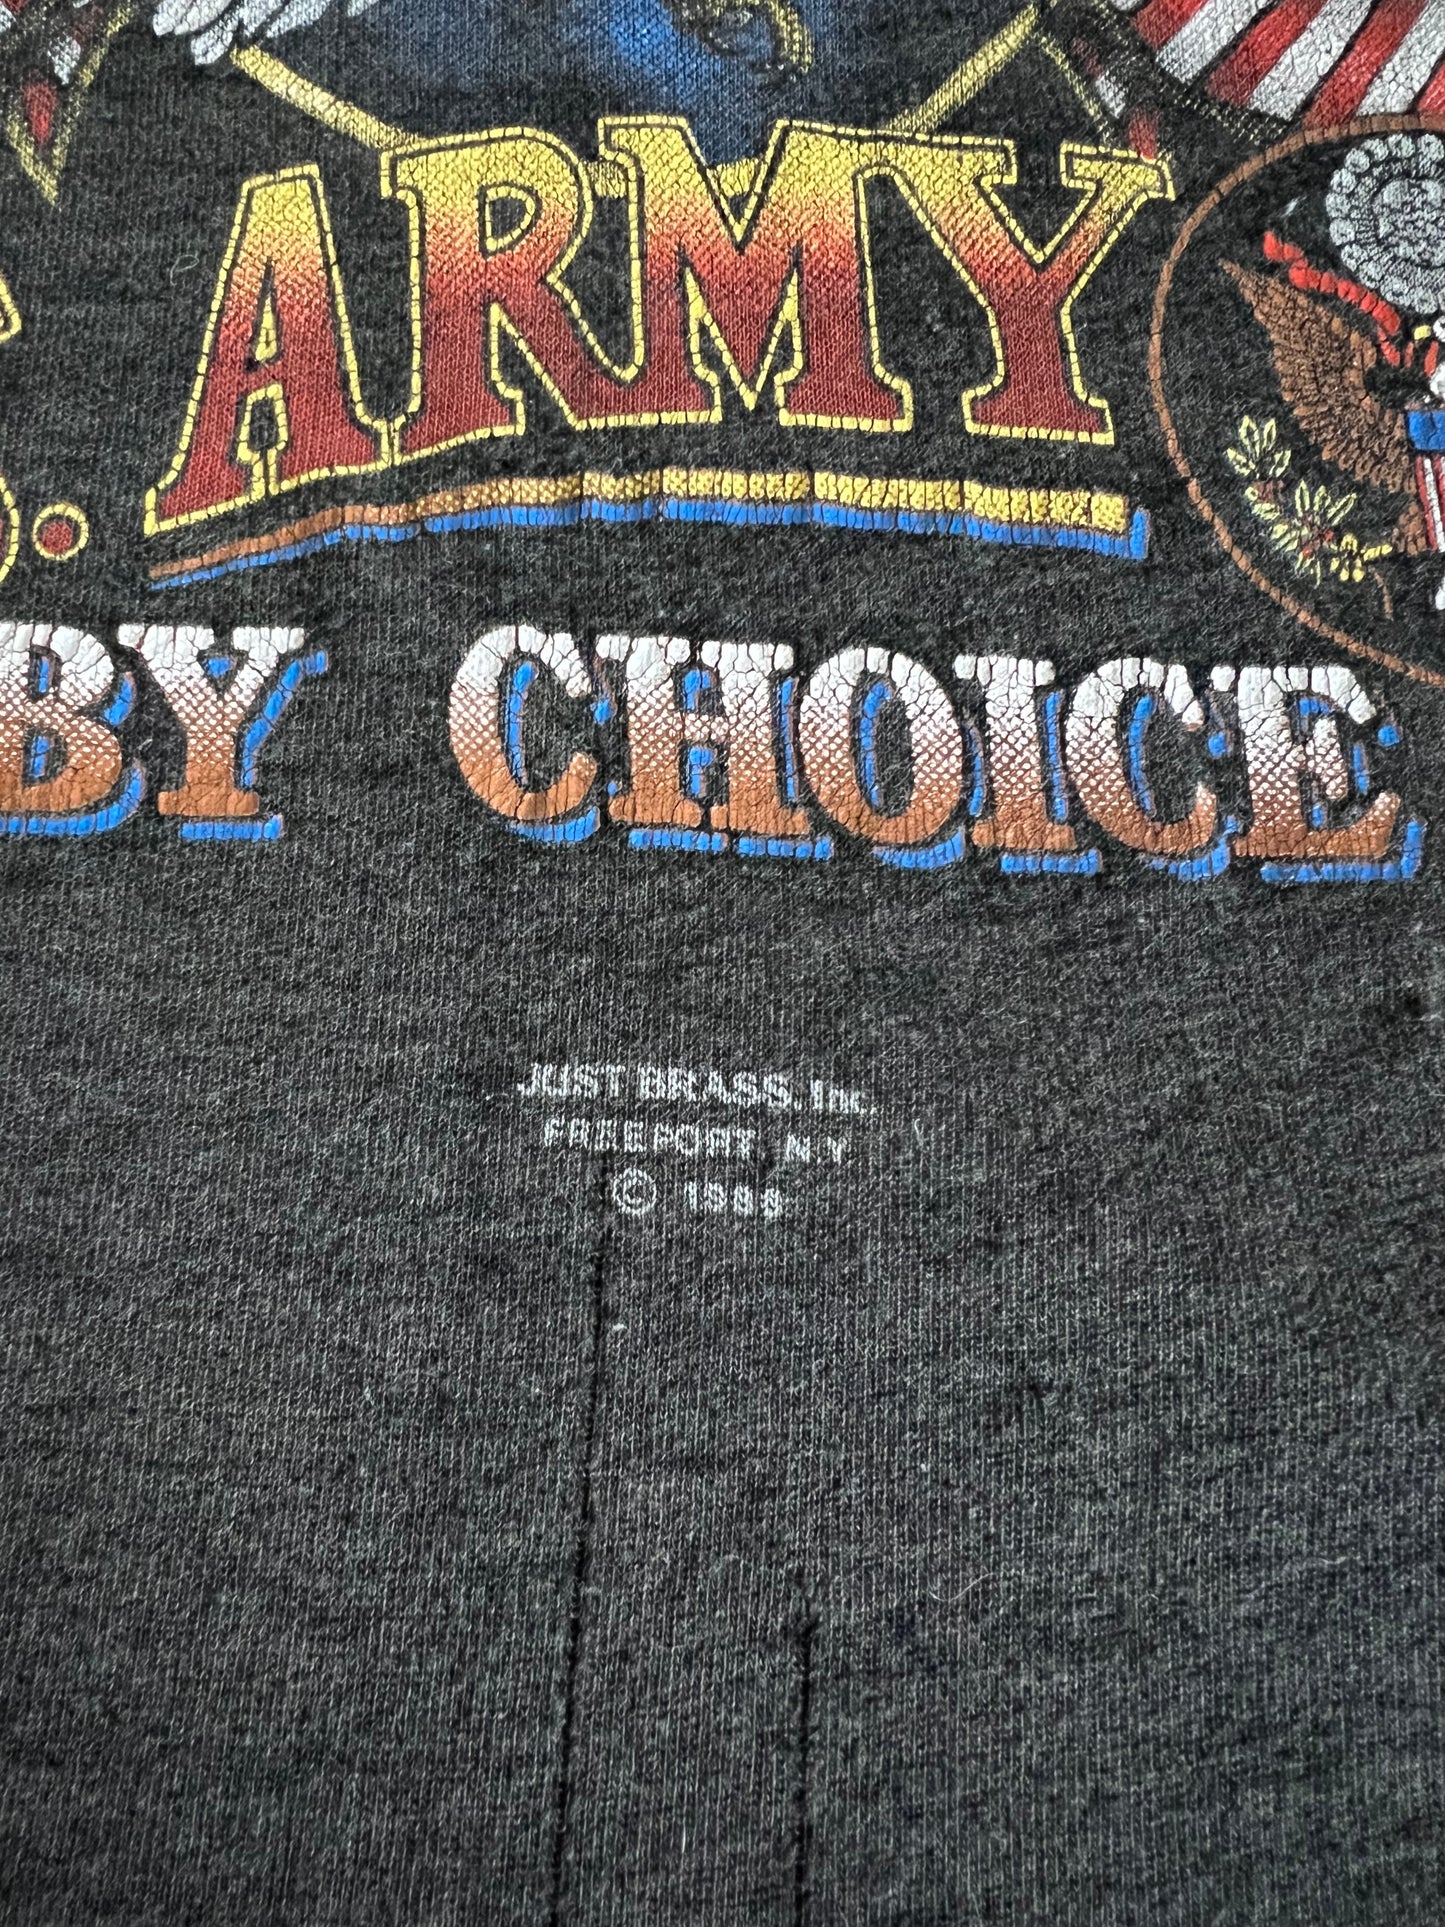 S. ARMY
BY CHOICE
JUST BRASS, Inc.
FREEPORT N.Y.
©